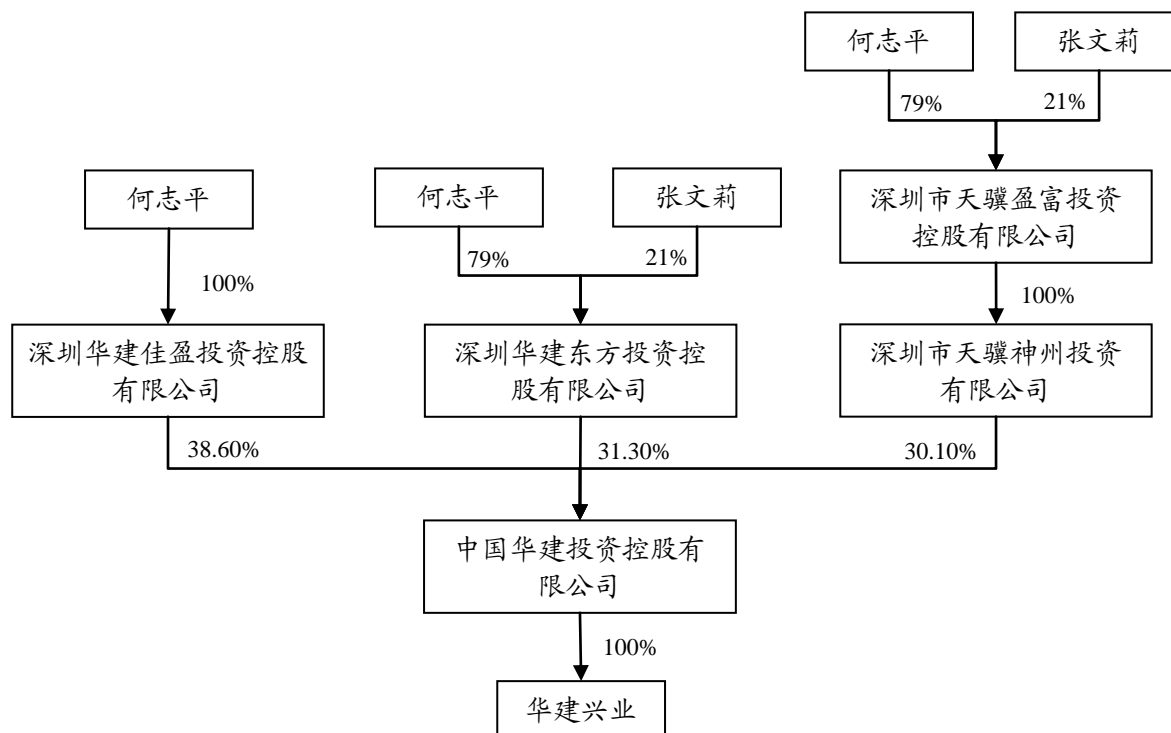 何志平
张文莉
79%
21%
何志平
何志平
张文莉
深圳市天骥盈富投资
控股有限公司
79%
21%
100%
100%
深圳华建佳盈投资控股
有限公司
深圳华建东方投资控
股有限公司
深圳市天骥神州投资
有限公司
38.60%
31.30%
30.10%
中国华建投资控股有
限公司
100%
华建兴业